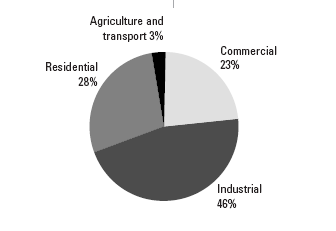 Agriculture and
transport 3%
Commercial
23%
Residential
28%
Industrial
46%